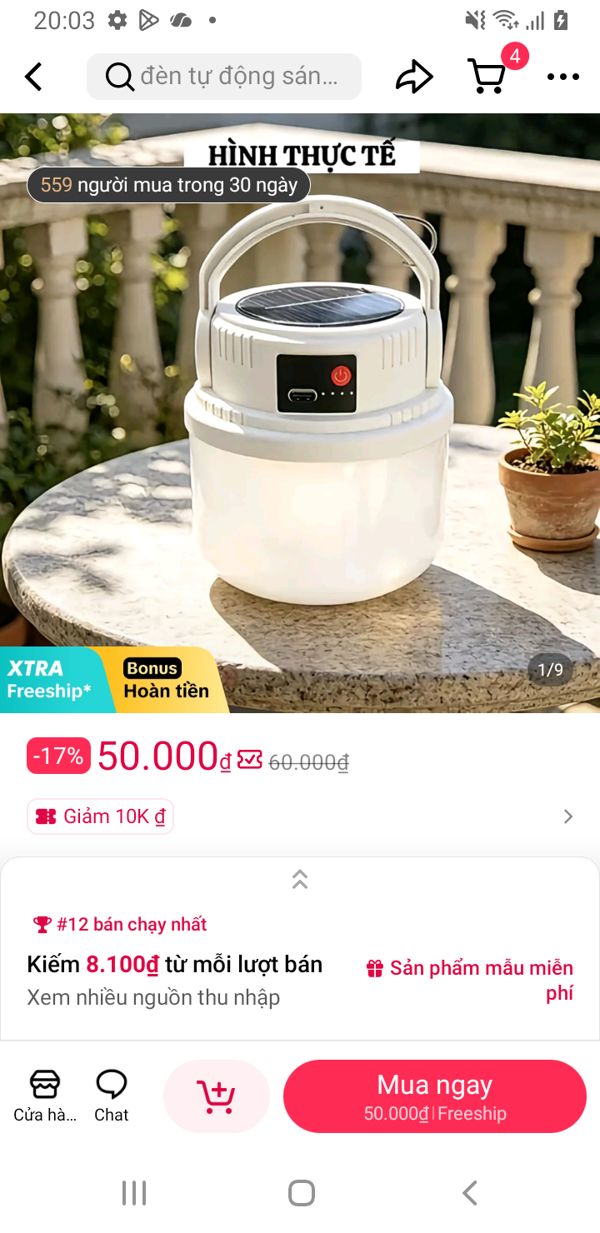 20:03
đèn tự động sán...
4
HÌNH THỰC TẾ
559 người mua trong 30 ngày
XTRA
Freeship*
Bonus
Hoàn tiền
1/9
-17% 50.000₫ 60.000₫
Giảm 10K ₫
#12 bán chạy nhất
Kiếm 8.100₫ từ mỗi lượt bán
Xem nhiều nguồn thu nhập
Sản phẩm mẫu miễn
phí
Cửa hà...
Chat
Mua ngay
50.000₫ | Freeship